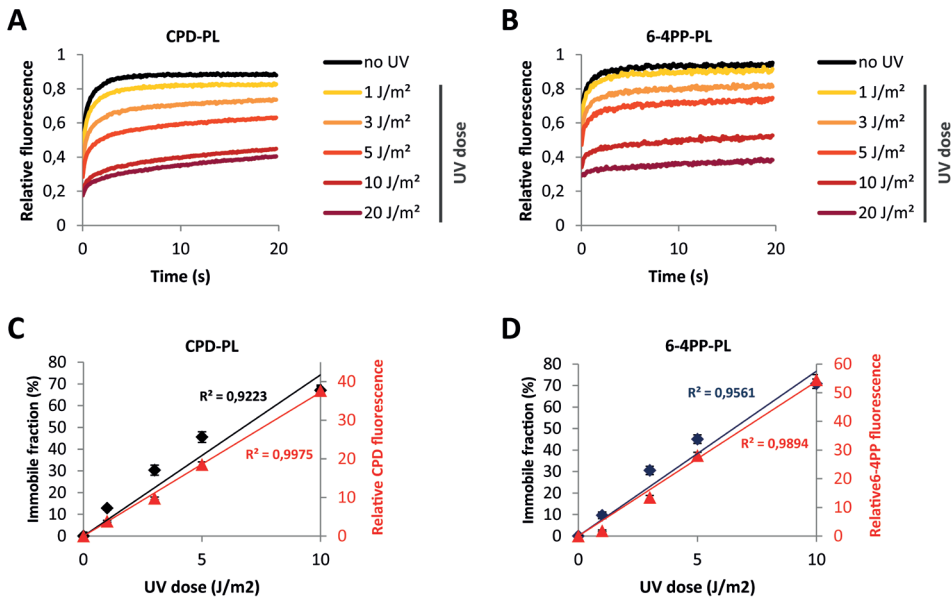 A
CPD-PL
Relative fluorescence
1
0,8
0,6
0,4
0,2
0
0
10
20
Time (s)
no UV
1 J/m²
3 J/m²
5 J/m²
10 J/m²
20 J/m²
UV dose
B
6-4PP-PL
Relative fluorescence
1
0,8
0,6
0,4
0,2
0
0
10
20
Time (s)
no UV
1 J/m²
3 J/m²
5 J/m²
10 J/m²
20 J/m²
UV dose
C
CPD-PL
Immobile fraction (%)
80
70
60
50
40
30
20
10
0
R² = 0,9223
R² = 0,9975
40
30
20
10
0
Relative CPD fluorescence
0
5
10
UV dose (J/m2)
D
6-4PP-PL
Immobile fraction (%)
80
70
60
50
40
30
20
10
0
R² = 0,9561
R² = 0,9894
60
50
40
30
20
10
0
Relative6-4PP fluorescence
0
5
10
UV dose (J/m2)